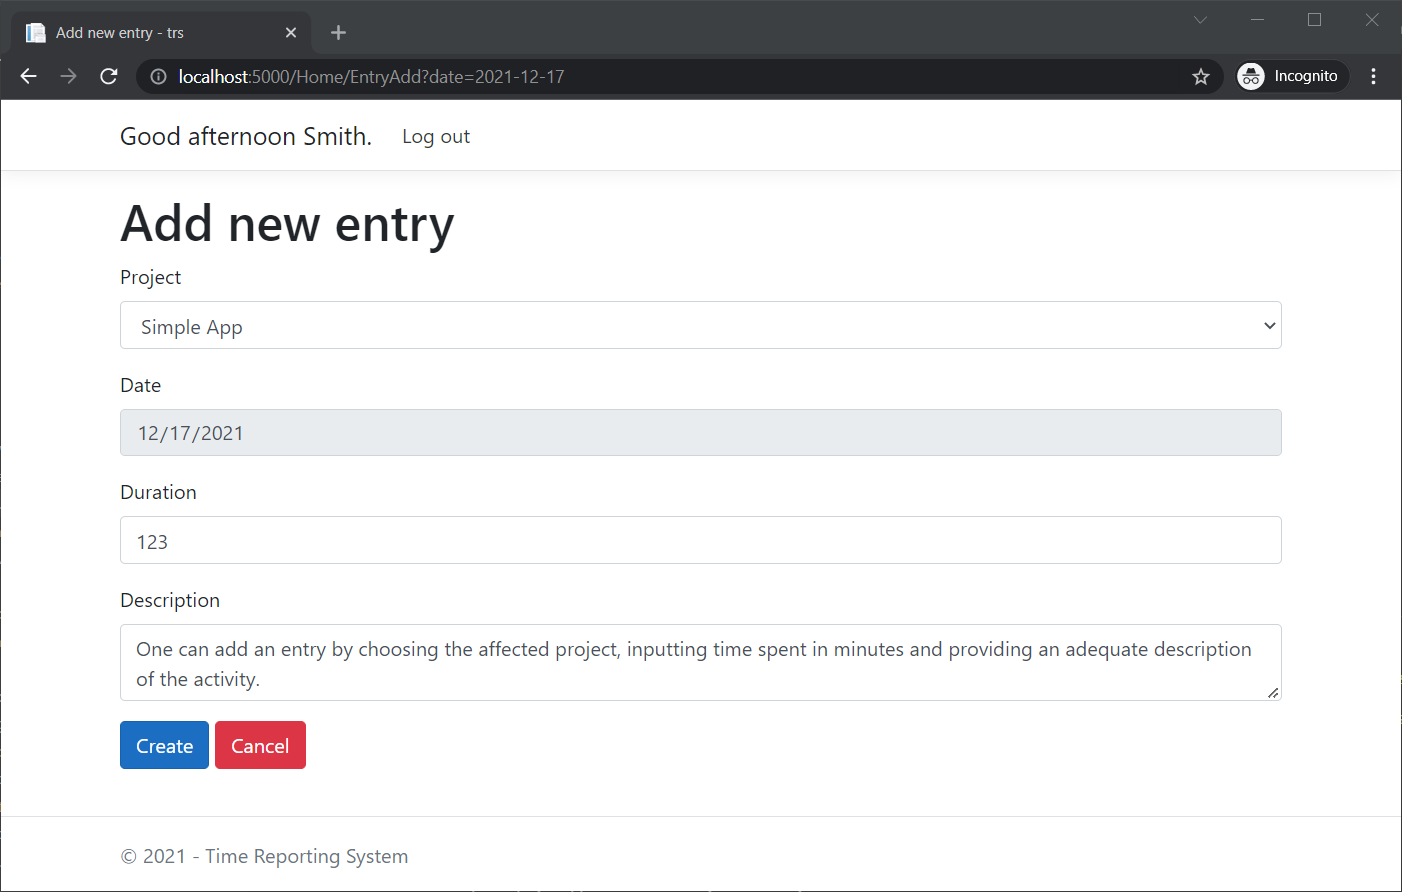 Add new entry - trs
localhost:5000/Home/EntryAdd?date=2021-12-17
Incognito
Good afternoon Smith.
Log out
Add new entry
Project
Simple App
Date
12/17/2021
Duration
123
Description
One can add an entry by choosing the affected project, inputting time spent in minutes and providing an adequate description
of the activity.
Create
Cancel
© 2021 - Time Reporting System